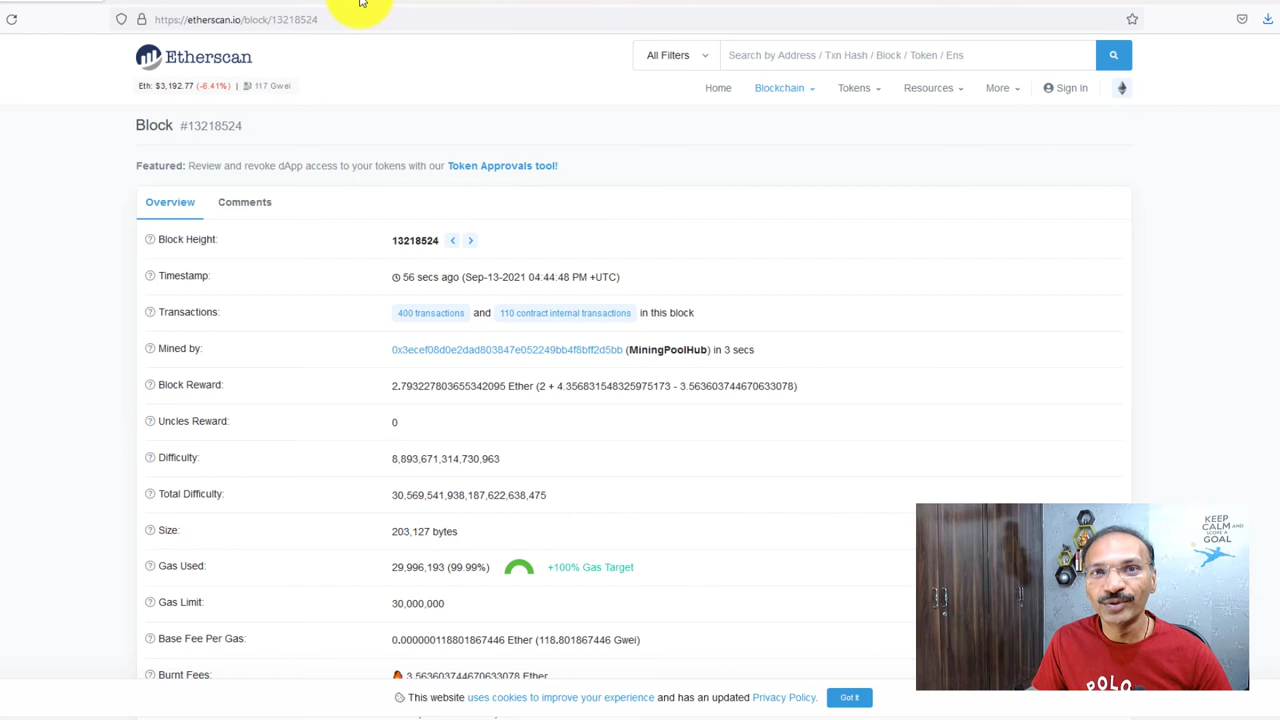 https://etherscan.io/block/13218524
Etherscan
All Filters
Search by Address / Txn Hash / Block / Token / Ens
Eth: $3,192.77 (-6.41%) | 117 Gwei
Home Blockchain Tokens Resources More Sign In
Block #13218524
Featured: Review and revoke dApp access to your tokens with our Token Approvals tool!
Overview Comments
Block Height: 13218524
Timestamp: 56 secs ago (Sep-13-2021 04:44:48 PM +UTC)
Transactions: 400 transactions and 110 contract internal transactions in this block
Mined by: 0x3ecef08d0e2dad803847e052249bb4f8bff2d5bb (MiningPoolHub) in 3 secs
Block Reward: 2.793227803655342095 Ether (2 + 4.356831548325975173 - 3.563603744670633078)
Uncles Reward: 0
Difficulty: 8,893,671,314,730,963
Total Difficulty: 30,569,541,938,187,622,638,475
Size: 203,127 bytes
Gas Used: 29,996,193 (99.99%) +100% Gas Target
Gas Limit: 30,000,000
Base Fee Per Gas: 0.000000118801867446 Ether (118.801867446 Gwei)
Burnt Fees: 3.563603744670633078 Ether
KEEP
CALM AND
SCORE A
GOAL
POLO
This website uses cookies to improve your experience and has an updated Privacy Policy. Got It